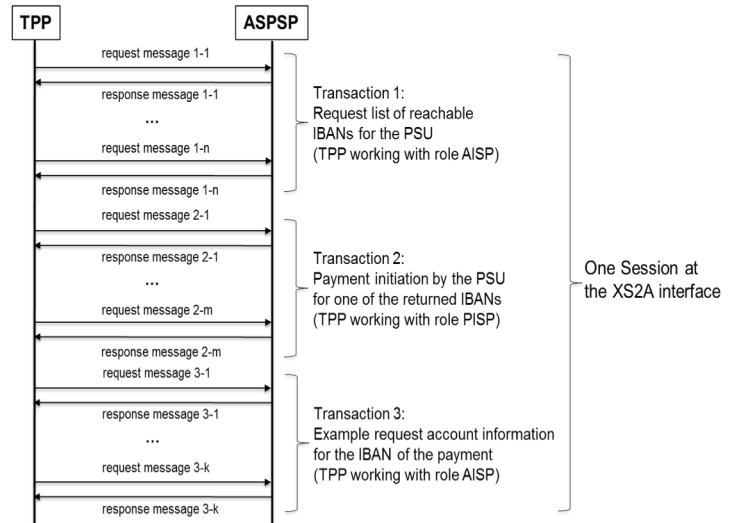 TPP
ASPSP
request message 1-1
response message 1-1
...
request message 1-n
response message 1-n
Transaction 1:
Request list of reachable
IBANs for the PSU
(TPP working with role AISP)
request message 2-1
response message 2-1
...
request message 2-m
response message 2-m
Transaction 2:
Payment initiation by the PSU
for one of the returned IBANs
(TPP working with role PISP)
request message 3-1
response message 3-1
...
request message 3-k
response message 3-k
Transaction 3:
Example request account information
for the IBAN of the payment
(TPP working with role AISP)
One Session at
the XS2A interface